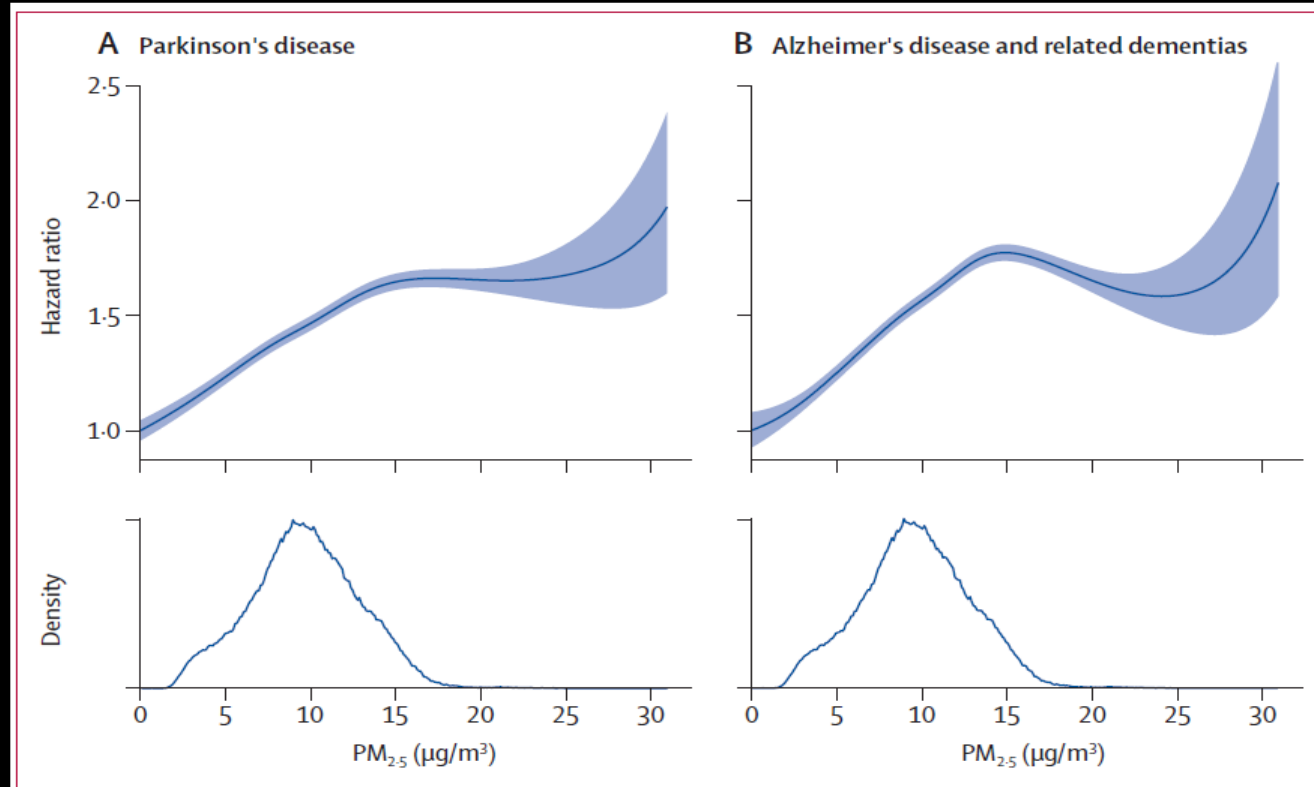 A Parkinson's disease
B Alzheimer's disease and related dementias
2·5
2·0
1·5
1·0
Hazard ratio
Density
0 5 10 15 20 25 30
0 5 10 15 20 25 30
PM2·5 (µg/m³)
PM2·5 (µg/m³)